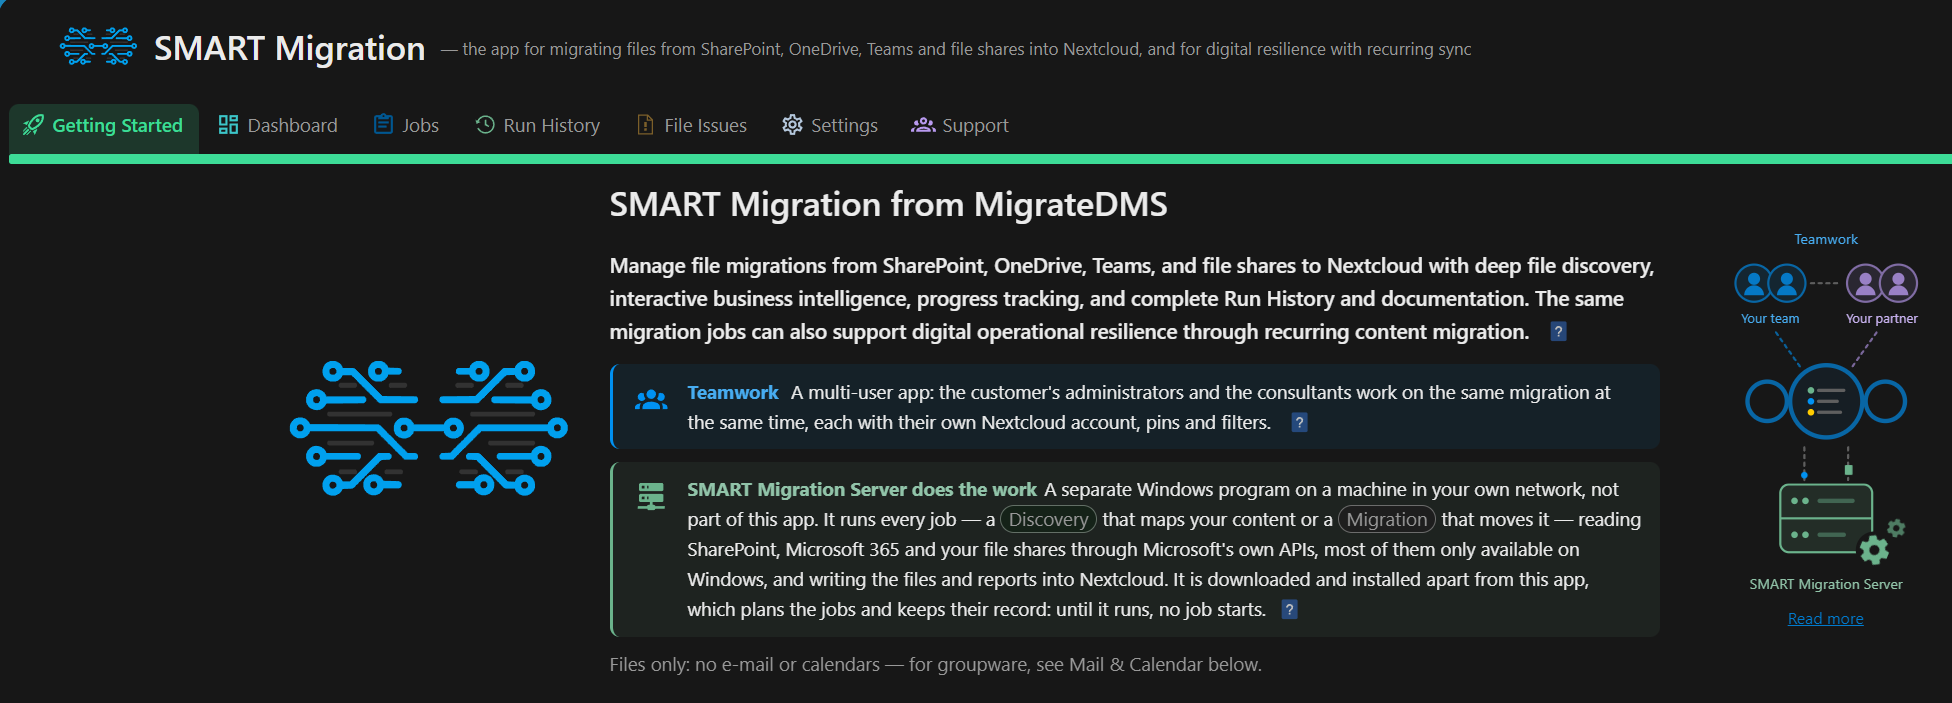 SMART Migration — the app for migrating files from SharePoint, OneDrive, Teams and file shares into Nextcloud, and for digital resilience with recurring sync
Getting Started Dashboard Jobs Run History File Issues Settings Support
SMART Migration from MigrateDMS
Manage file migrations from SharePoint, OneDrive, Teams, and file shares to Nextcloud with deep file discovery,
interactive business intelligence, progress tracking, and complete Run History and documentation. The same
migration jobs can also support digital operational resilience through recurring content migration. ?
Teamwork A multi-user app: the customer's administrators and the consultants work on the same migration at
the same time, each with their own Nextcloud account, pins and filters. ?
SMART Migration Server does the work A separate Windows program on a machine in your own network, not
part of this app. It runs every job — a Discovery that maps your content or a Migration that moves it — reading
SharePoint, Microsoft 365 and your file shares through Microsoft's own APIs, most of them only available on
Windows, and writing the files and reports into Nextcloud. It is downloaded and installed apart from this app,
which plans the jobs and keeps their record: until it runs, no job starts. ?
Files only: no e-mail or calendars — for groupware, see Mail & Calendar below.
Teamwork
Your team Your partner
SMART Migration Server
Read more